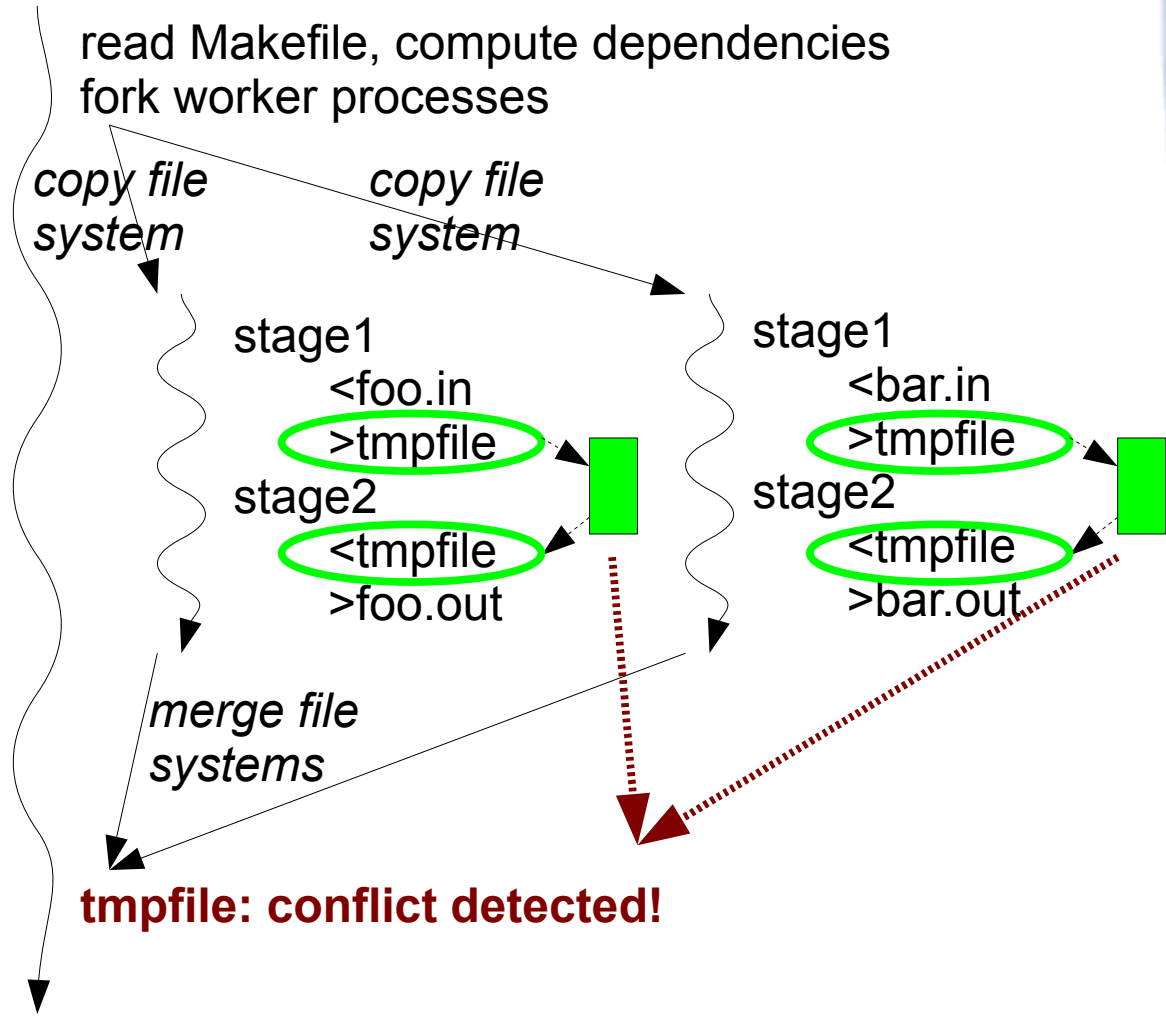 read Makefile, compute dependencies
fork worker processes
copy file
system
copy file
system
stage1
<foo.in
>tmpfile
stage2
<tmpfile
>foo.out
stage1
<bar.in
>tmpfile
stage2
<tmpfile
>bar.out
merge file
systems
tmpfile: conflict detected!